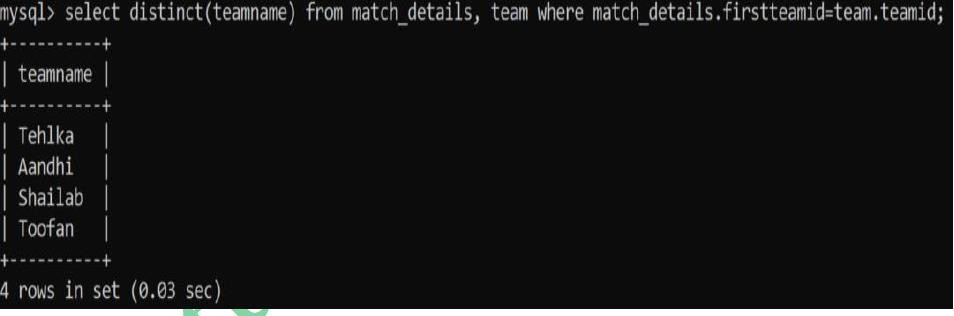 mysql> select distinct(teamname) from match_details, team where match_details.firstteamid=team.teamid;
+----------+
| teamname |
+----------+
| Tehlka   |
| Aandhi   |
| Shailab  |
| Toofan   |
+----------+
4 rows in set (0.03 sec)